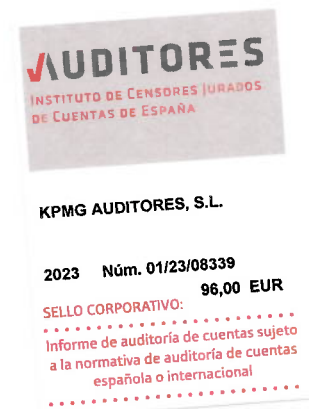 AUDITORES
INSTITUTO DE CENSORES JURADOS
DE CUENTAS DE ESPAÑA
KPMG AUDITORES, S.L.
2023 Núm. 01/23/08339
96,00 EUR
SELLO CORPORATIVO:
Informe de auditoría de cuentas sujeto
a la normativa de auditoría de cuentas
española o internacional